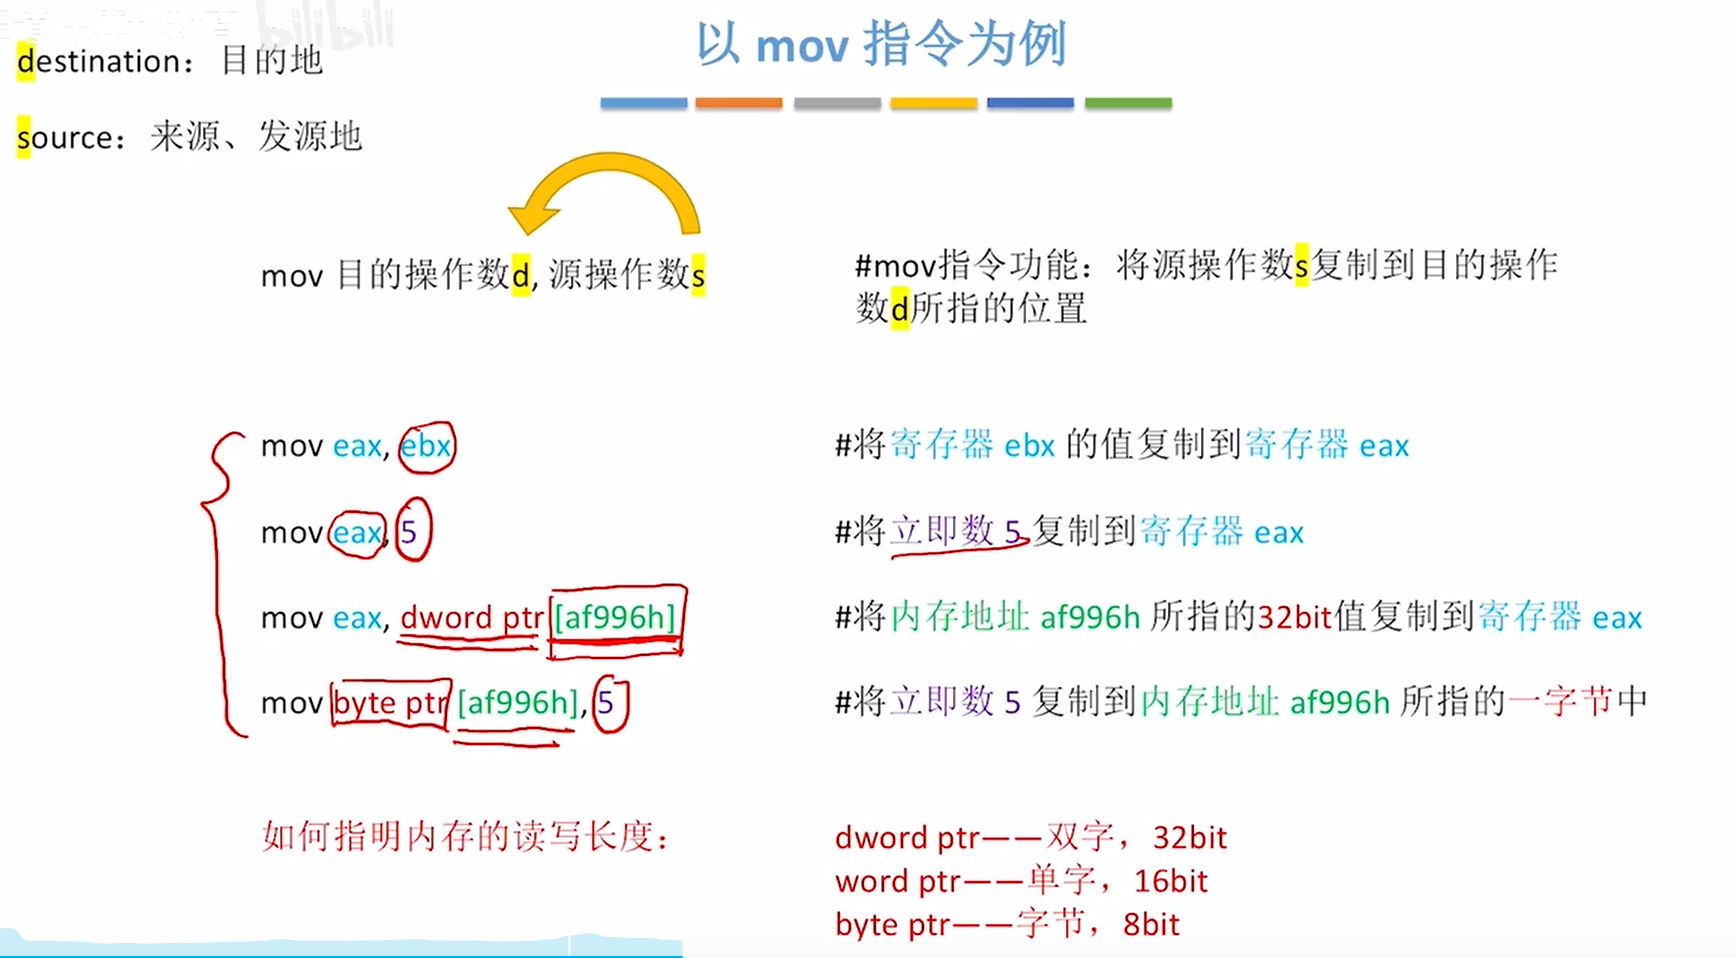 bilibili
destination：目的地
以 mov 指令为例
source：来源、发源地
mov 目的操作数d, 源操作数s
#mov指令功能：将源操作数s复制到目的操作
数d所指的位置
mov eax, ebx
#将寄存器 ebx 的值复制到寄存器 eax
mov eax, 5
#将立即数 5 复制到寄存器 eax
mov eax, dword ptr [af996h]
#将内存地址 af996h 所指的32bit值复制到寄存器 eax
mov byte ptr [af996h], 5
#将立即数 5 复制到内存地址 af996h 所指的一字节中
如何指明内存的读写长度：
dword ptr——双字，32bit
word ptr——单字，16bit
byte ptr——字节，8bit